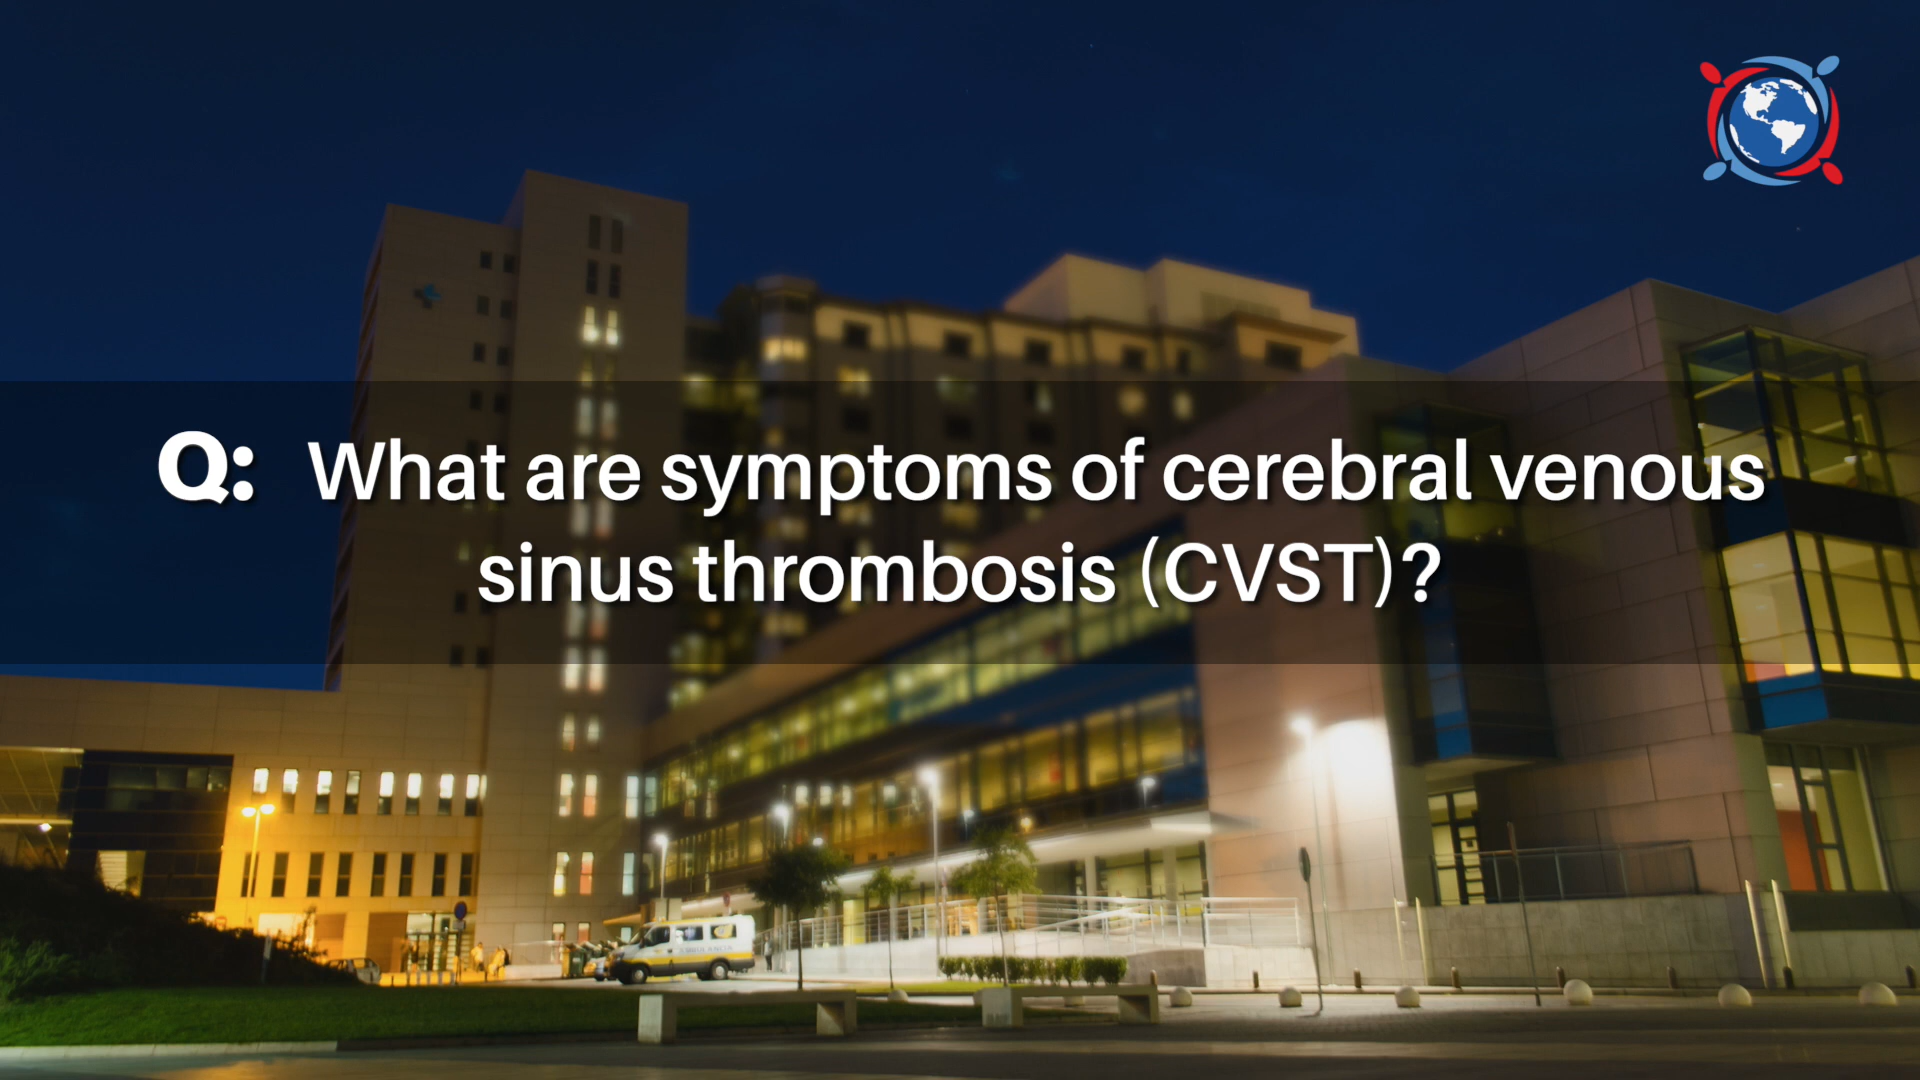 Q: What are symptoms of cerebral venous
sinus thrombosis (CVST)?